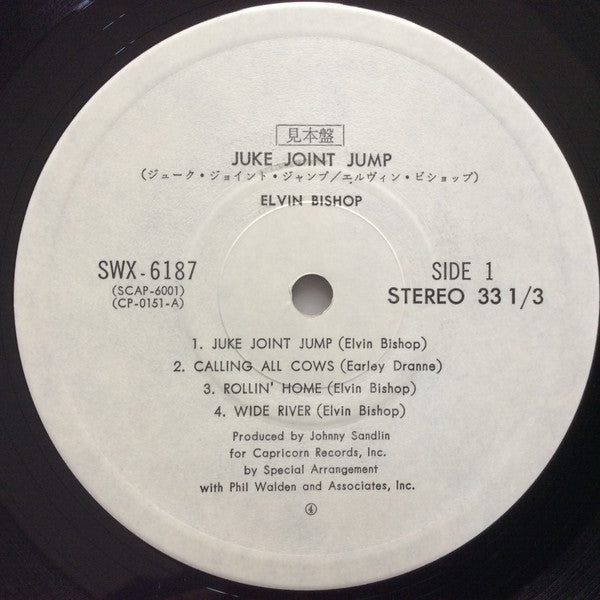 見本盤
JUKE JOINT JUMP
(ジューク・ジョイント・ジャンプ/エルヴィン・ビショップ)
ELVIN BISHOP
SWX-6187
(SCAP-6001)
(CP-0151-A)
SIDE 1
STEREO 33 1/3
1. JUKE JOINT JUMP (Elvin Bishop)
2. CALLING ALL COWS (Earley Dranne)
3. ROLLIN' HOME (Elvin Bishop)
4. WIDE RIVER (Elvin Bishop)
Produced by Johnny Sandlin
for Capricorn Records, Inc.
by Special Arrangement
with Phil Walden and Associates, Inc.
④